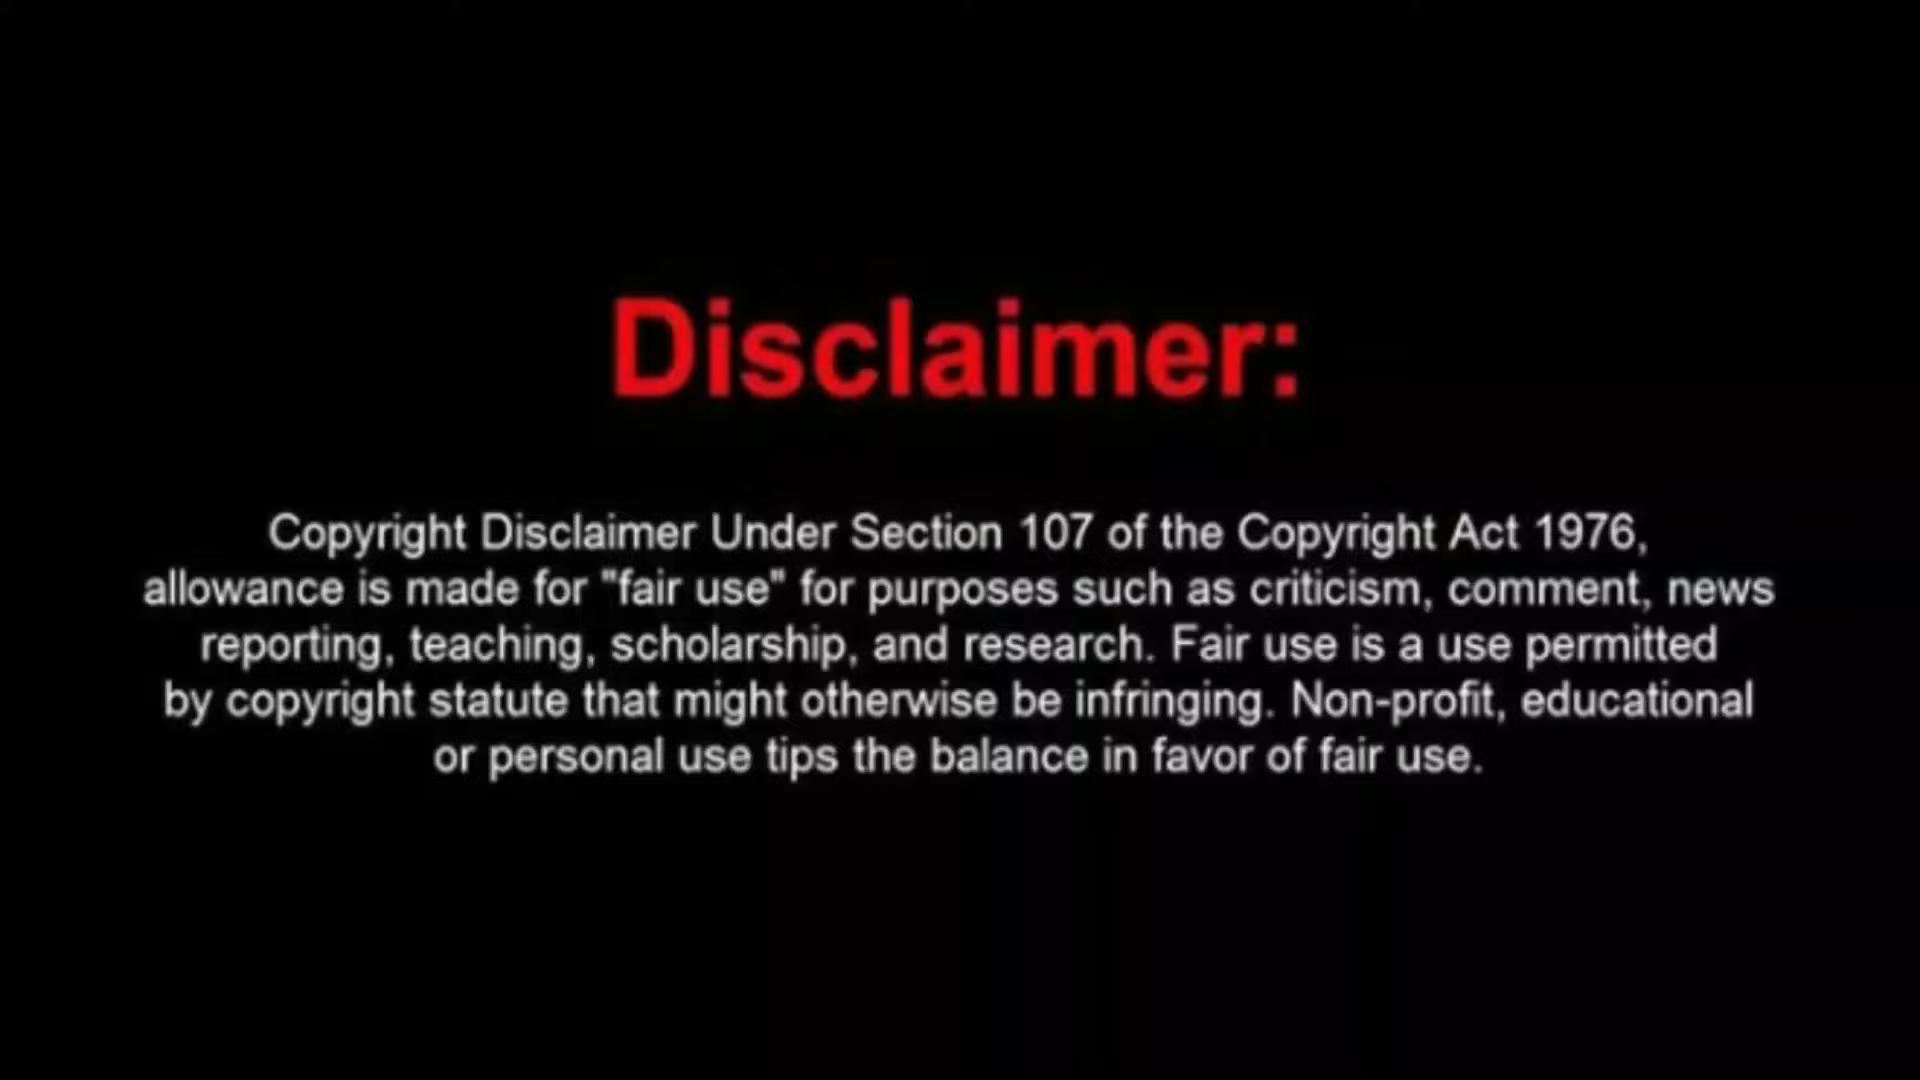 Disclaimer:
Copyright Disclaimer Under Section 107 of the Copyright Act 1976,
allowance is made for "fair use" for purposes such as criticism, comment, news
reporting, teaching, scholarship, and research. Fair use is a use permitted
by copyright statute that might otherwise be infringing. Non-profit, educational
or personal use tips the balance in favor of fair use.